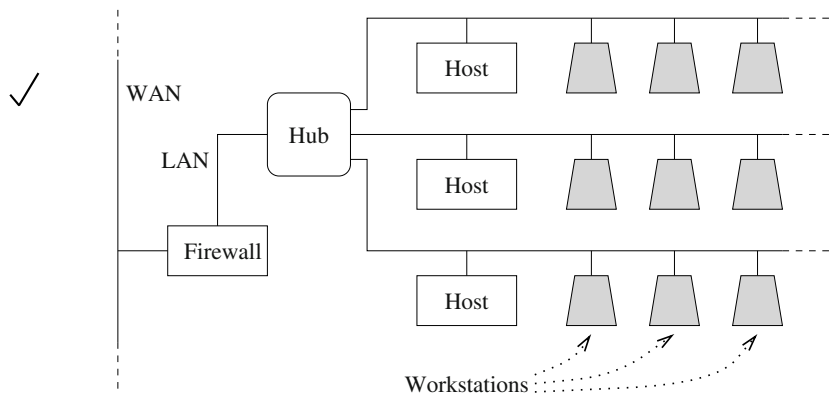 Host
WAN
Hub
LAN
Host
Firewall
Host
Workstations